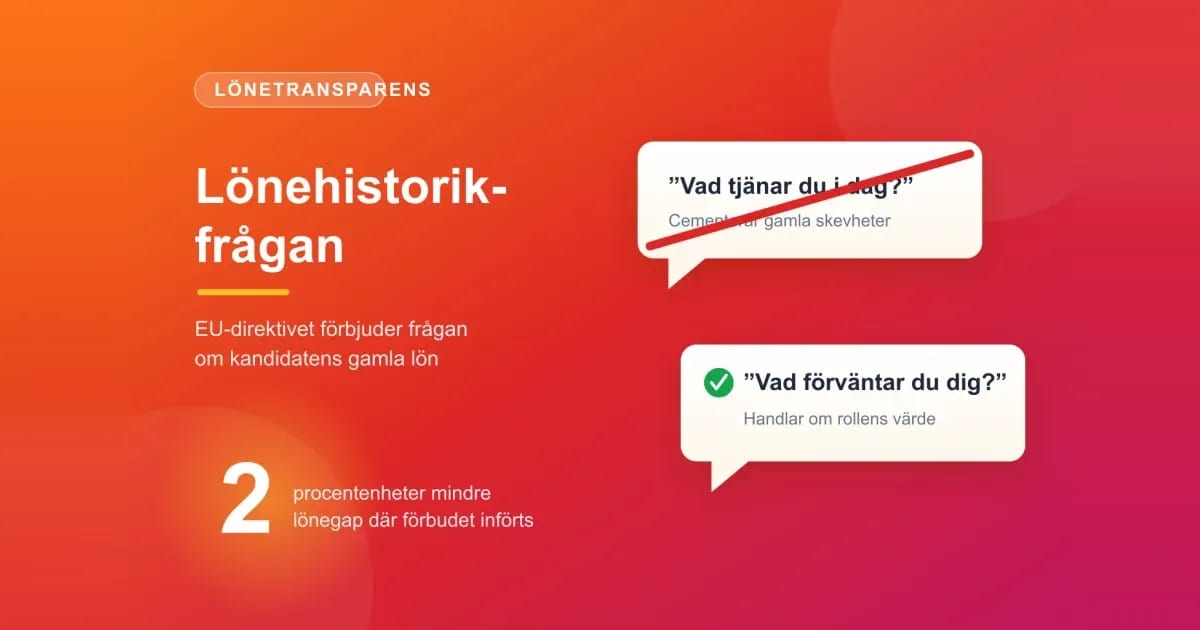 LÖNETRANSPARENS
Lönehistorik-
frågan
EU-direktivet förbjuder frågan
om kandidatens gamla lön
2
procentenheter mindre
lönegap där förbudet införts
”Vad tjänar du i dag?”
Cementerar gamla skevheter
”Vad förväntar du dig?”
Handlar om rollens värde